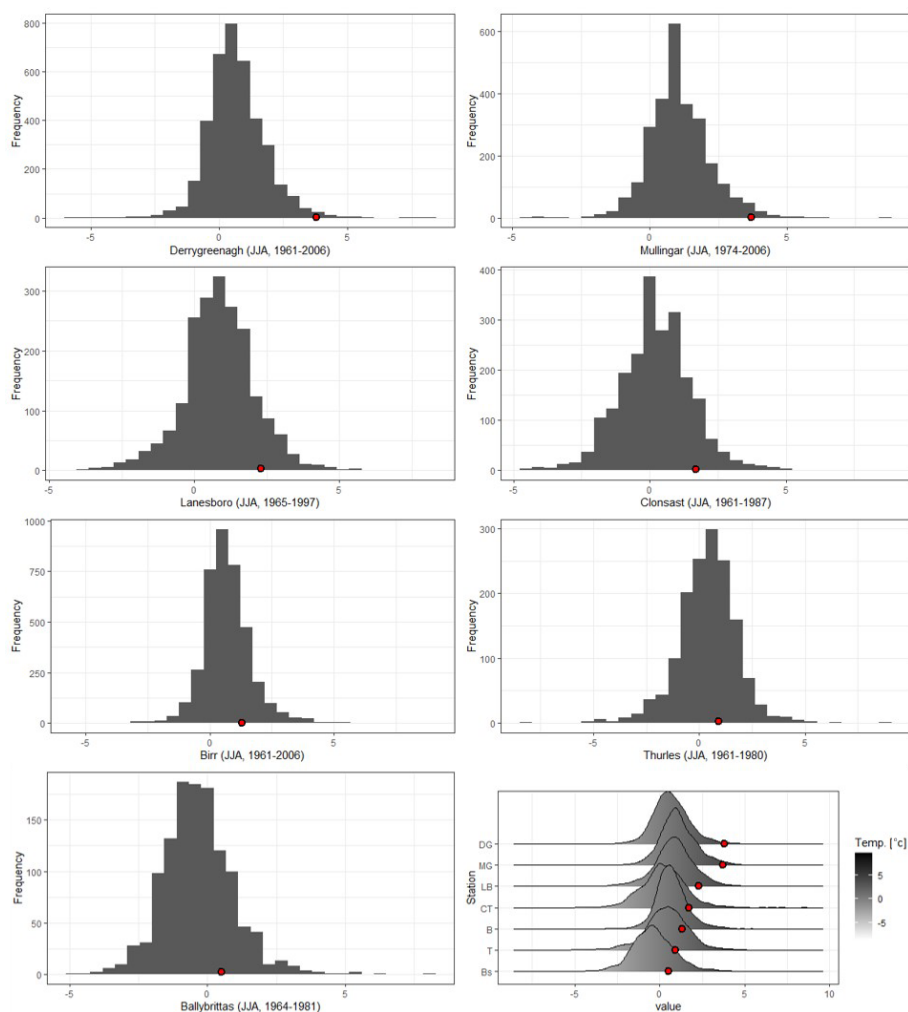 800
600
400
200
0
Frequency
-5 0 5
Derrygreenagh (JJA, 1961-2006)
600
400
200
0
Frequency
-5 0 5
Mullingar (JJA, 1974-2006)
300
200
100
0
Frequency
-5 0 5
Lanesboro (JJA, 1965-1997)
400
300
200
100
0
Frequency
-5 0 5
Clonsast (JJA, 1961-1987)
1000
750
500
250
0
Frequency
-5 0 5
Birr (JJA, 1961-2006)
300
200
100
0
Frequency
-5 0 5
Thurles (JJA, 1961-1980)
150
100
50
0
Frequency
-5 0 5
Ballybrittas (JJA, 1964-1981)
DG
MG
LB
CT
B
T
Bs
Station
-5 0 5 10
value
Temp. [°c]
5
0
-5